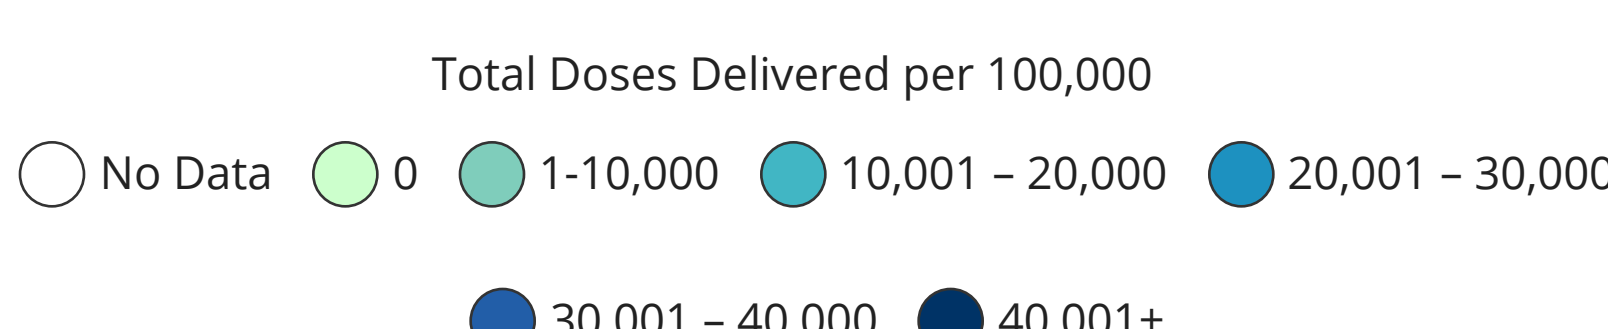 Total Doses Delivered per 100,000
No Data 0 1-10,000 10,001 – 20,000 20,001 – 30,000
30,001 – 40,000 40,001+